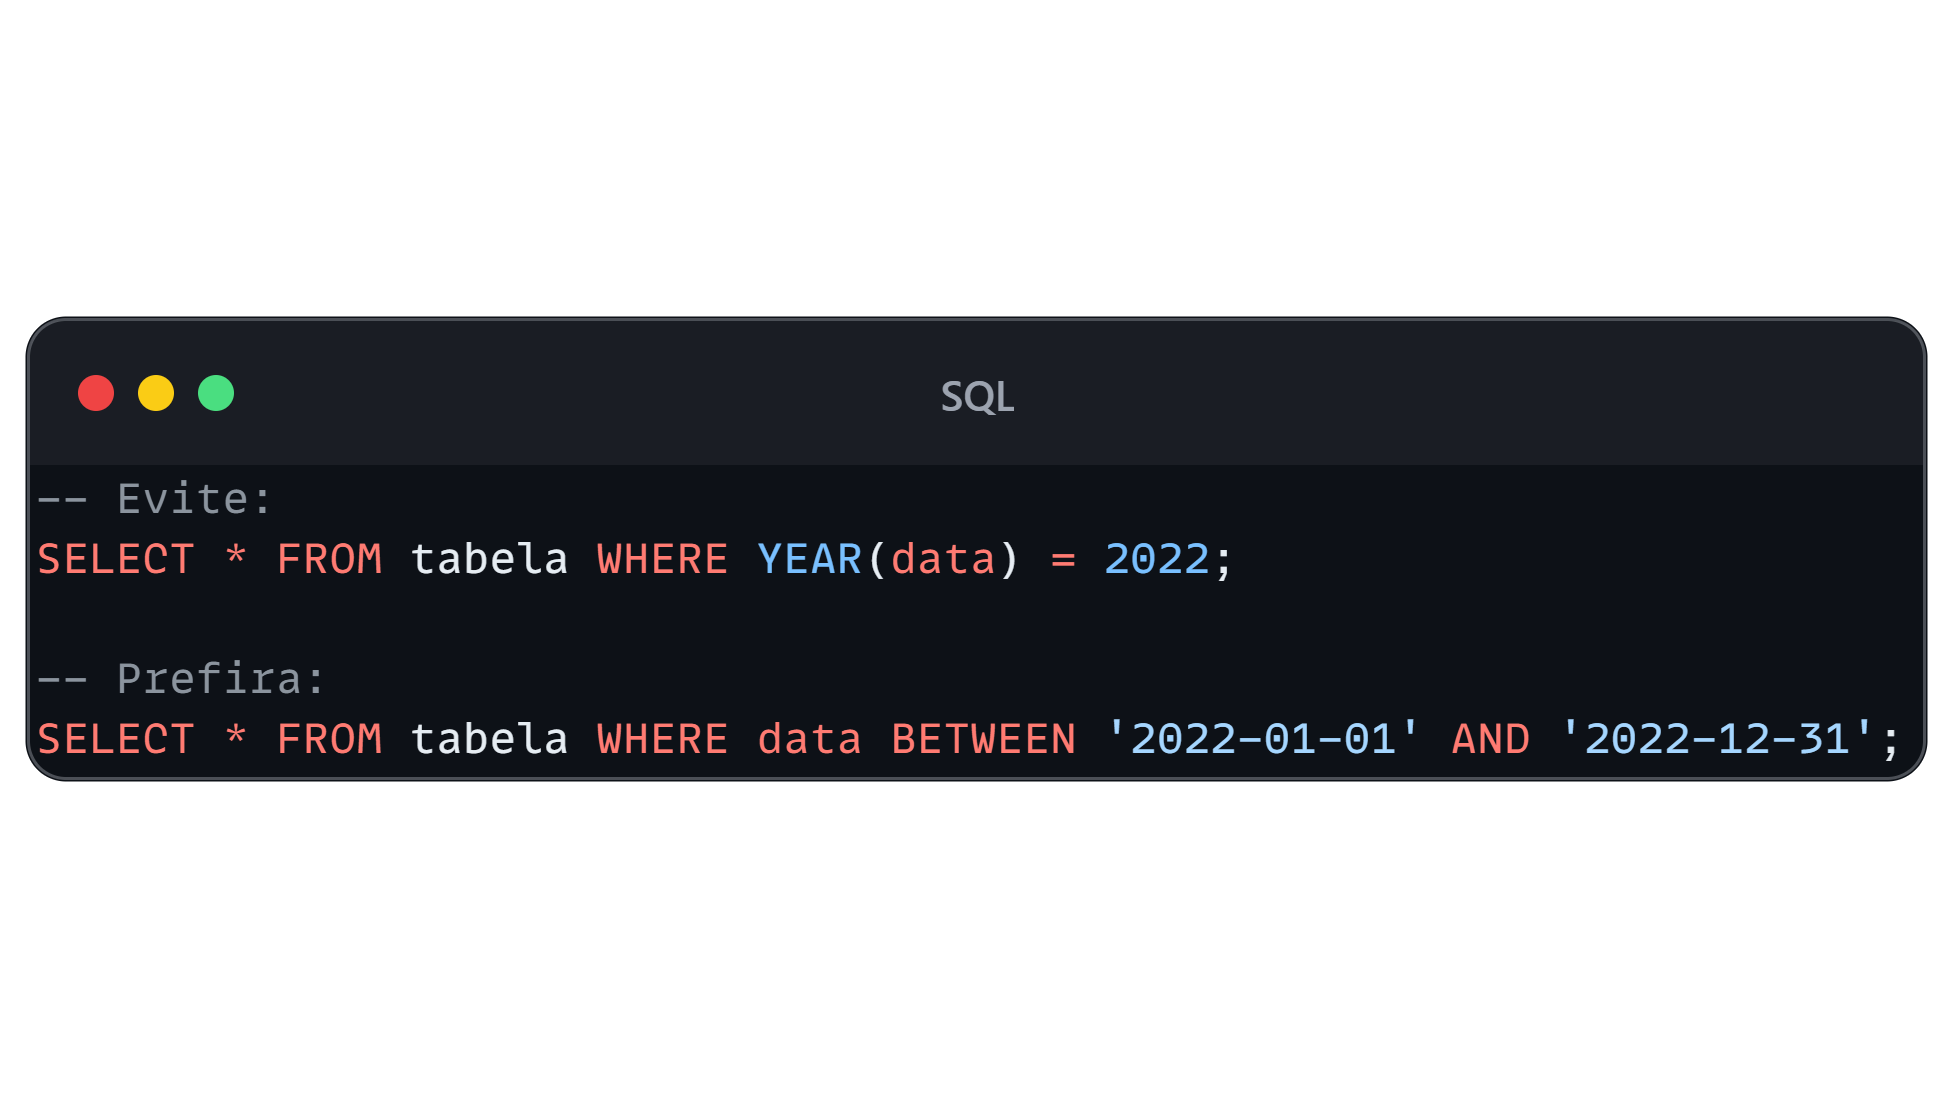 SQL
-- Evite:
SELECT * FROM tabela WHERE YEAR(data) = 2022;
-- Prefira:
SELECT * FROM tabela WHERE data BETWEEN '2022-01-01' AND '2022-12-31';